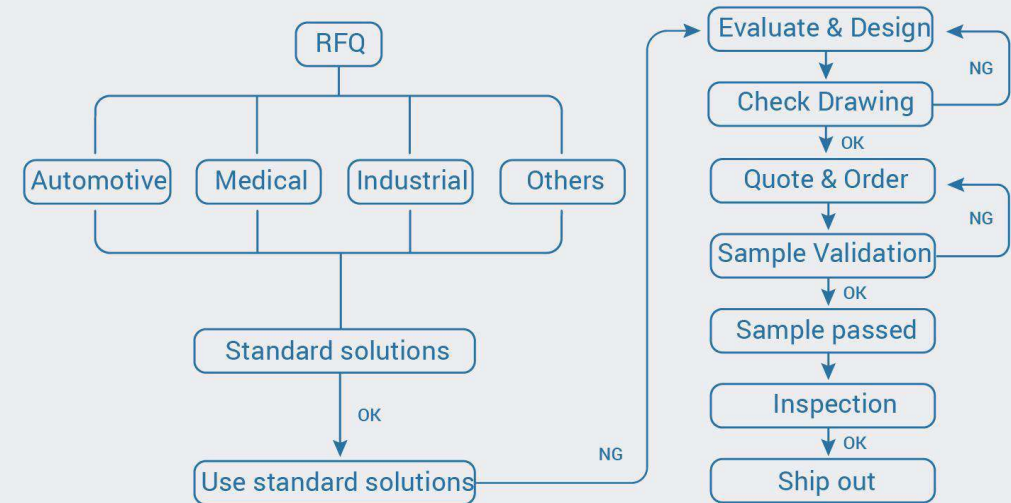 RFQ
Automotive
Medical
Industrial
Others
Standard solutions
OK
Use standard solutions
NG
Evaluate & Design
NG
Check Drawing
OK
Quote & Order
NG
Sample Validation
OK
Sample passed
Inspection
OK
Ship out